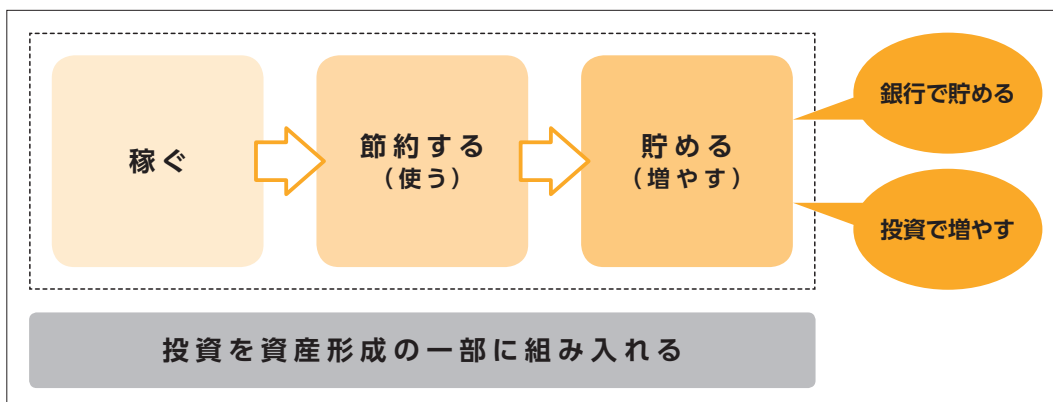 稼ぐ
節約する
（使う）
貯める
（増やす）
銀行で貯める
投資で増やす
投資を資産形成の一部に組み入れる